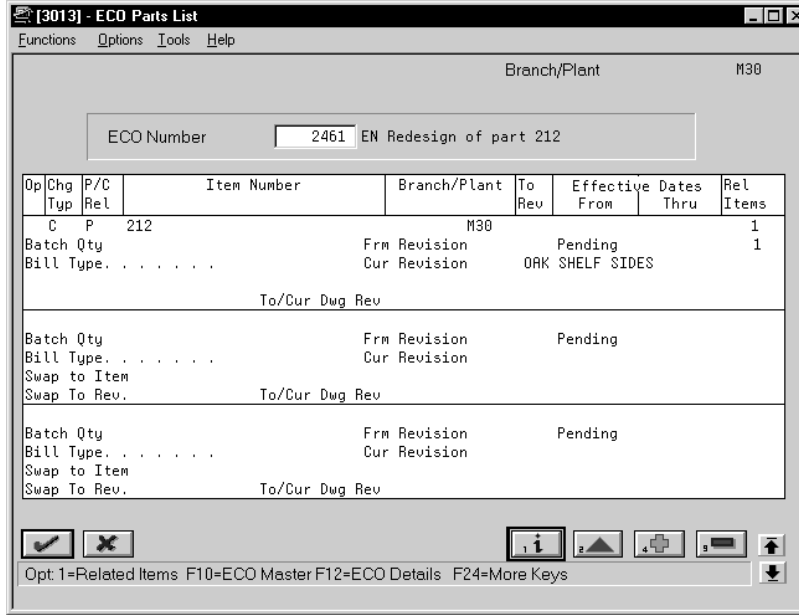 [3013] - ECO Parts List
Functions Options Tools Help
Branch/Plant M30
ECO Number 2461 EN Redesign of part 212
Op Chg P/C Item Number Branch/Plant To Effective Dates Rel
Typ Rel Rev From Thru Items
C P 212 M30 1
Batch Qty Frm Revision Pending 1
Bill Type. . . . . . . Cur Revision OAK SHELF SIDES
To/Cur Dwg Rev
Batch Qty Frm Revision Pending
Bill Type. . . . . . . Cur Revision
Swap to Item
Swap To Rev. To/Cur Dwg Rev
Batch Qty Frm Revision Pending
Bill Type. . . . . . . Cur Revision
Swap to Item
Swap To Rev. To/Cur Dwg Rev
1 i 2 4 9
Opt: 1=Related Items F10=ECO Master F12=ECO Details F24=More Keys